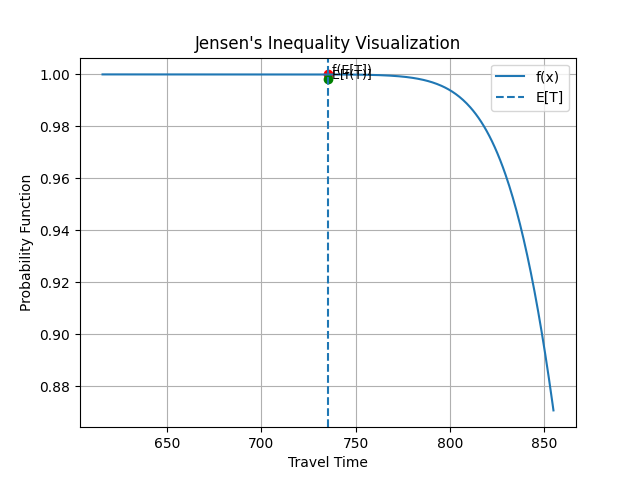 Jensen's Inequality Visualization
1.00
0.98
0.96
0.94
0.92
0.90
0.88
Probability Function
f(E[T])
E[f(T)]
f(x)
E[T]
650
700
750
800
850
Travel Time